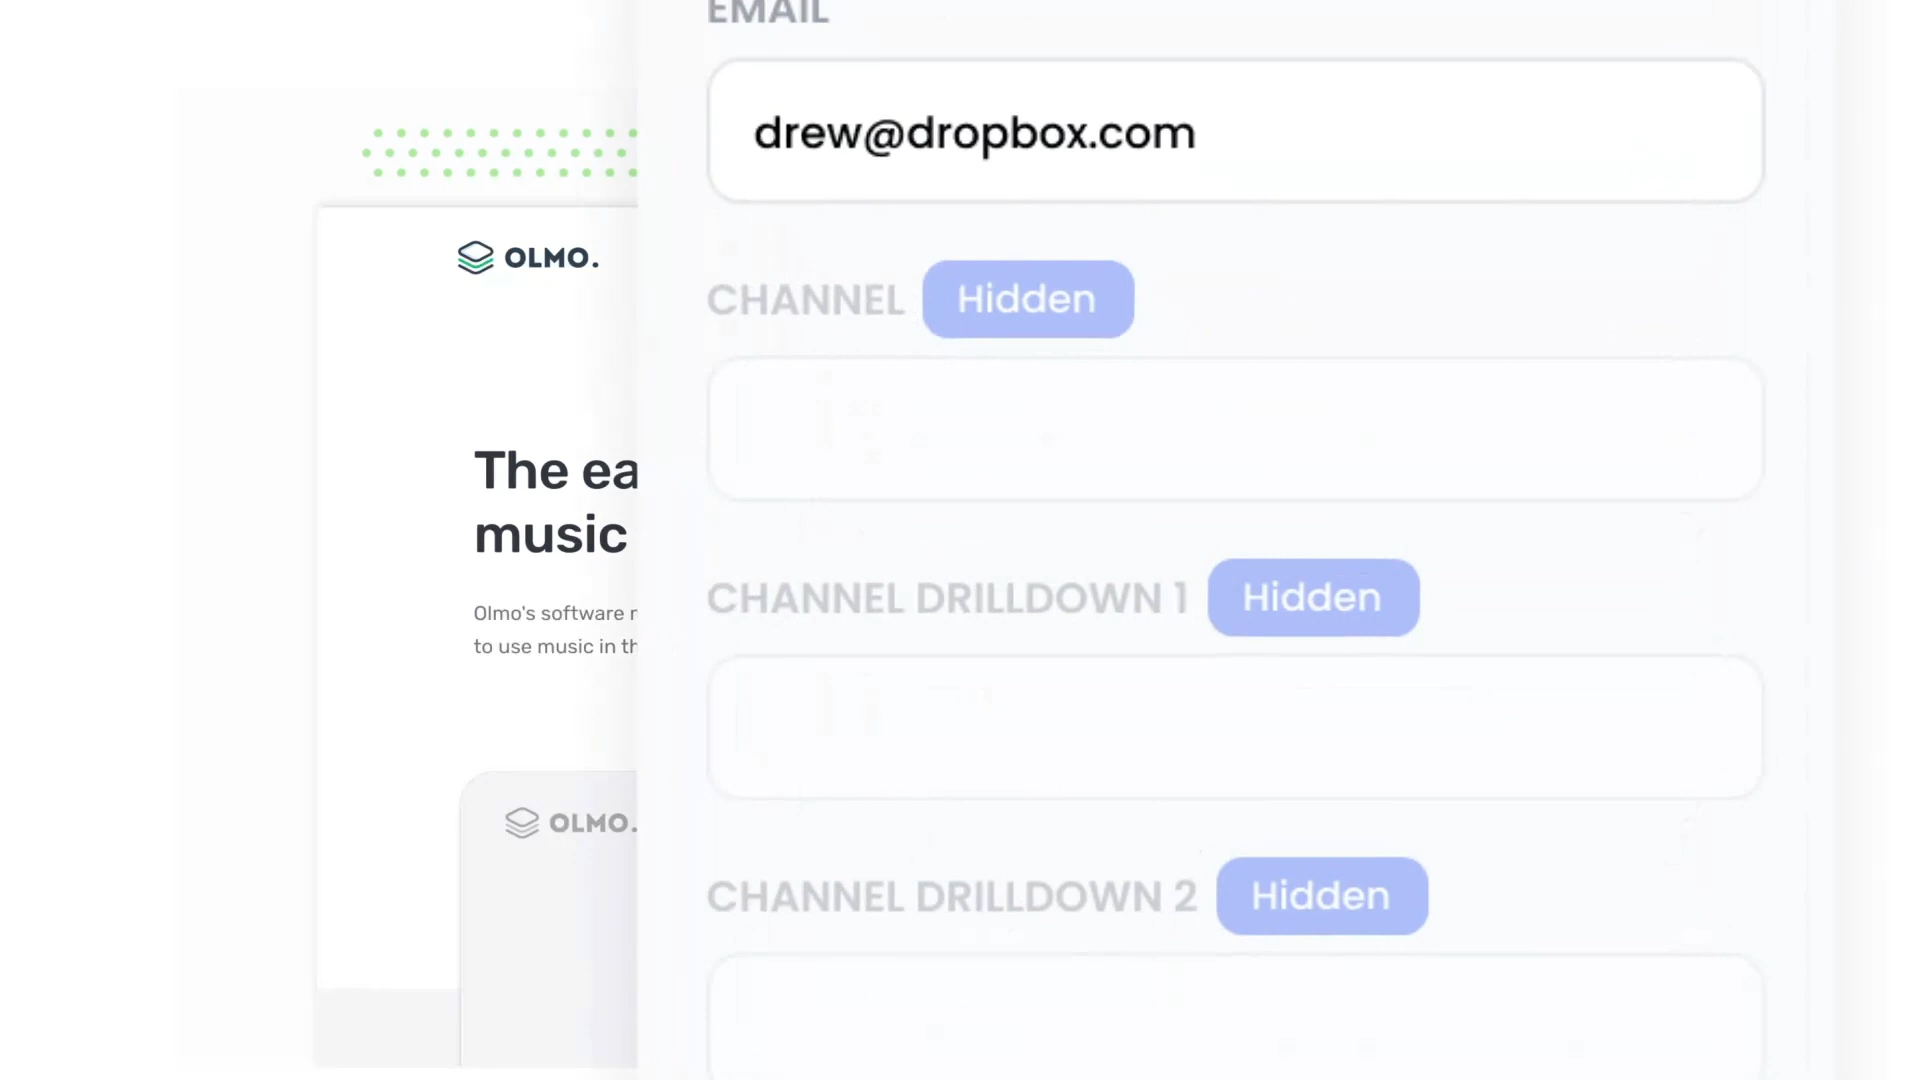 OLMO.
The ea
music
Olmo's software r
to use music in th
OLMO.
EMAIL
drew@dropbox.com
CHANNEL Hidden
CHANNEL DRILLDOWN 1 Hidden
CHANNEL DRILLDOWN 2 Hidden